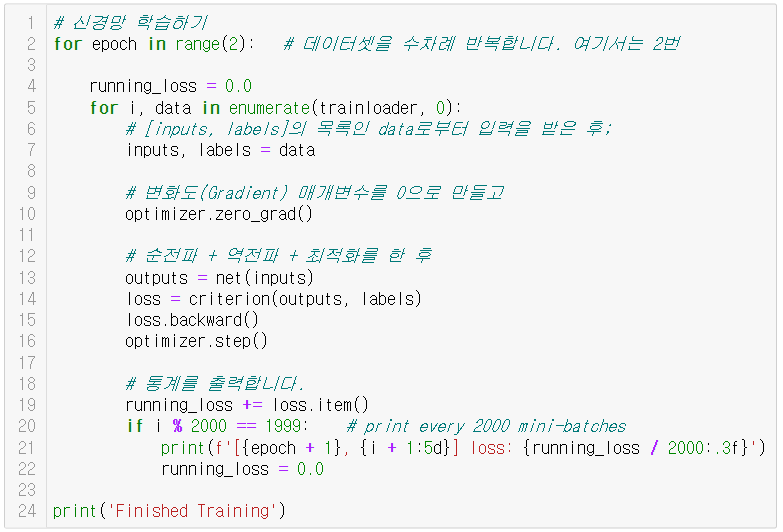 1 # 신경망 학습하기
2 for epoch in range(2):   # 데이터셋을 수차례 반복합니다. 여기서는 2번
3
4     running_loss = 0.0
5     for i, data in enumerate(trainloader, 0):
6         # [inputs, labels]의 목록인 data로부터 입력을 받은 후;
7         inputs, labels = data
8
9         # 변화도(Gradient) 매개변수를 0으로 만들고
10         optimizer.zero_grad()
11
12         # 순전파 + 역전파 + 최적화를 한 후
13         outputs = net(inputs)
14         loss = criterion(outputs, labels)
15         loss.backward()
16         optimizer.step()
17
18         # 통계를 출력합니다.
19         running_loss += loss.item()
20         if i % 2000 == 1999:    # print every 2000 mini-batches
21             print(f'[{epoch + 1}, {i + 1:5d}] loss: {running_loss / 2000:.3f}')
22             running_loss = 0.0
23
24 print('Finished Training')